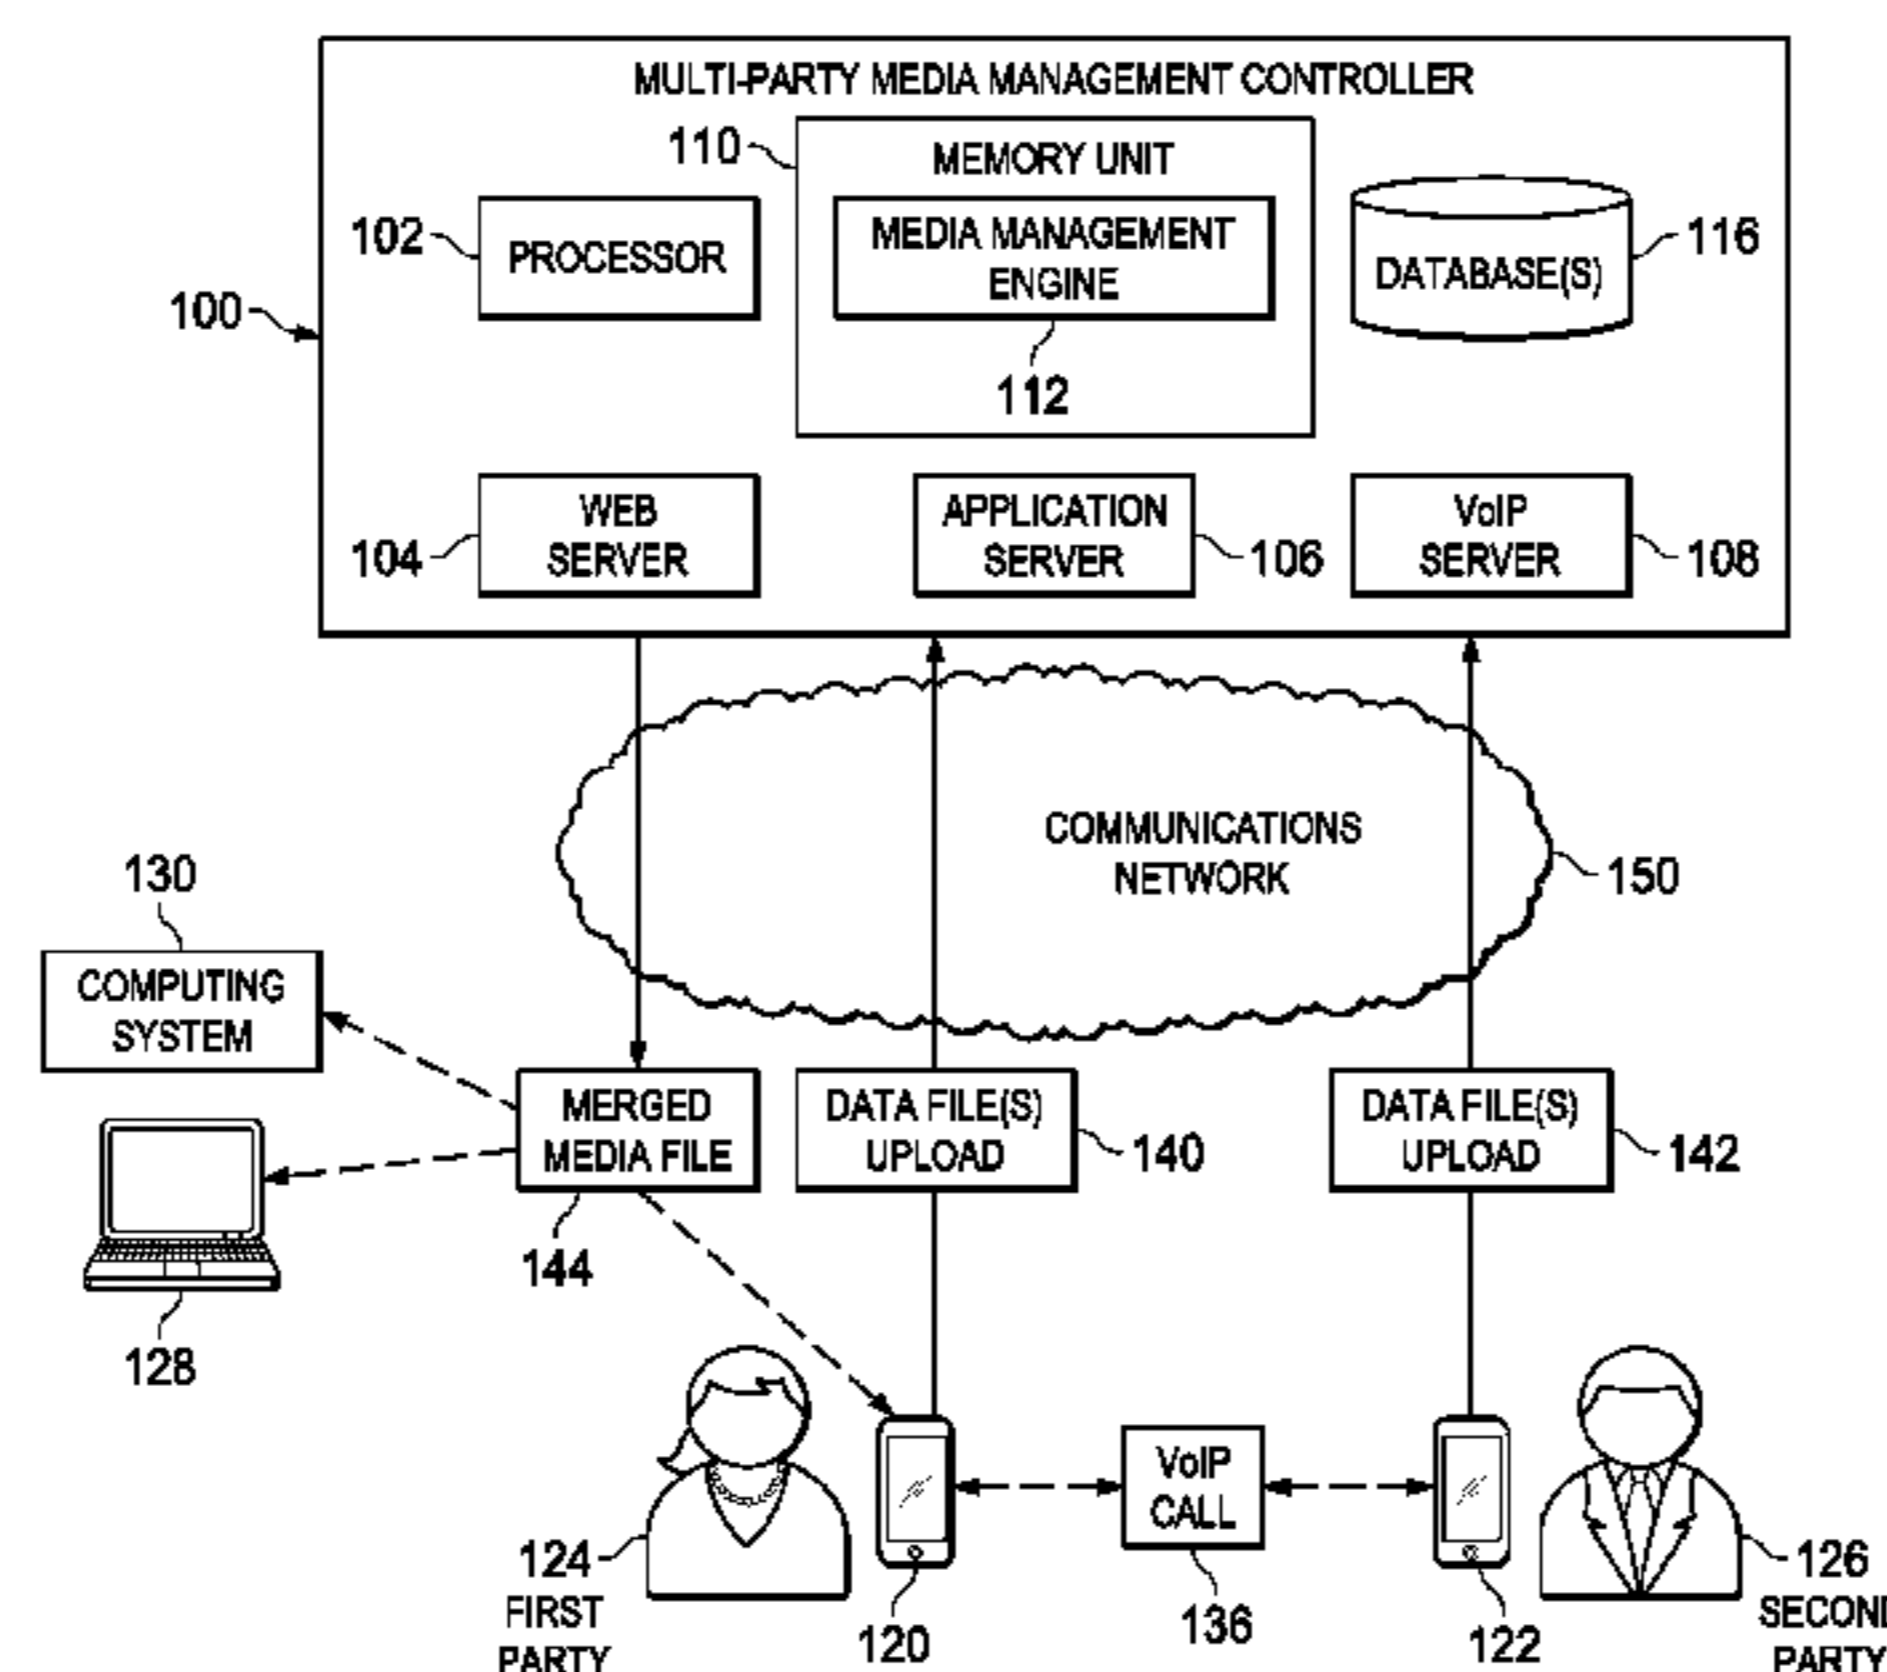 MULTI-PARTY MEDIA MANAGEMENT CONTROLLER
110
MEMORY UNIT
102
PROCESSOR
MEDIA MANAGEMENT
ENGINE
112
DATABASE(S)
116
100
104
WEB
SERVER
APPLICATION
SERVER
106
VoIP
SERVER
108
COMMUNICATIONS
NETWORK
150
130
COMPUTING
SYSTEM
MERGED
MEDIA FILE
144
DATA FILE(S)
UPLOAD
140
DATA FILE(S)
UPLOAD
142
128
124
FIRST
PARTY
120
VoIP
CALL
136
122
126
SECOND
PARTY